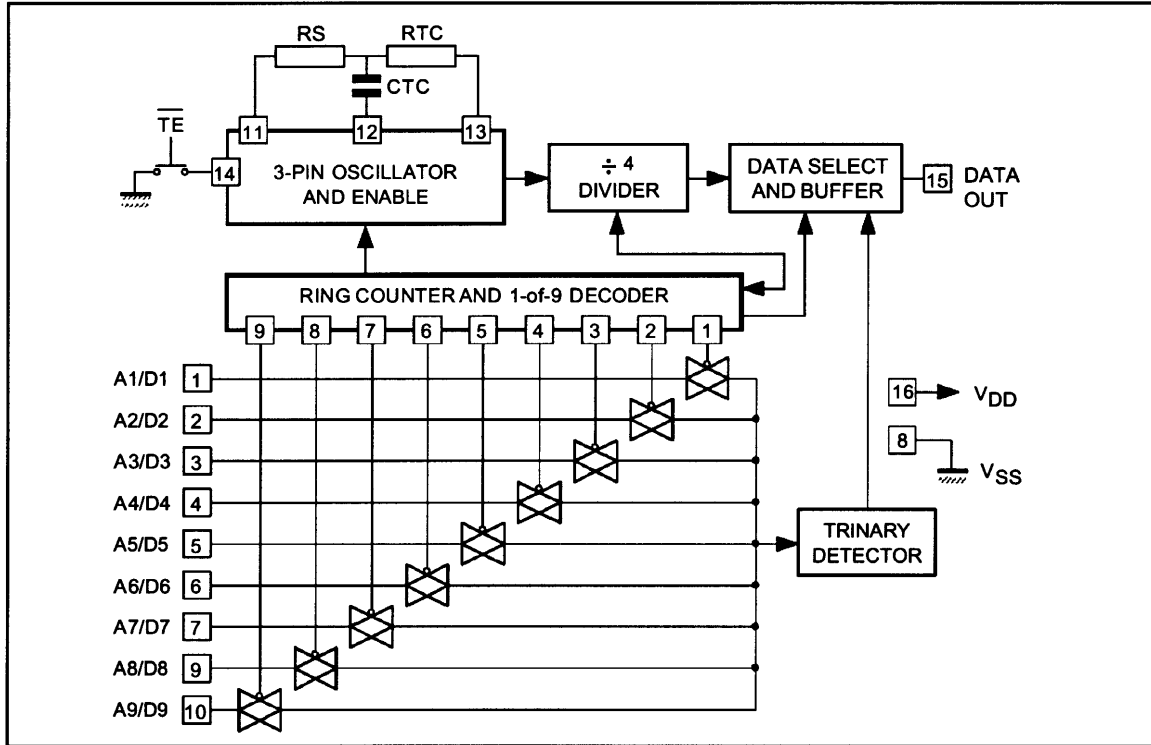 RS
RTC
CTC
TE
11
12
13
14
3-PIN OSCILLATOR
AND ENABLE
÷ 4
DIVIDER
DATA SELECT
AND BUFFER
15
DATA
OUT
RING COUNTER AND 1-of-9 DECODER
9 8 7 6 5 4 3 2 1
A1/D1 1
A2/D2 2
A3/D3 3
A4/D4 4
A5/D5 5
A6/D6 6
A7/D7 7
A8/D8 9
A9/D9 10
16 VDD
8 VSS
TRINARY
DETECTOR